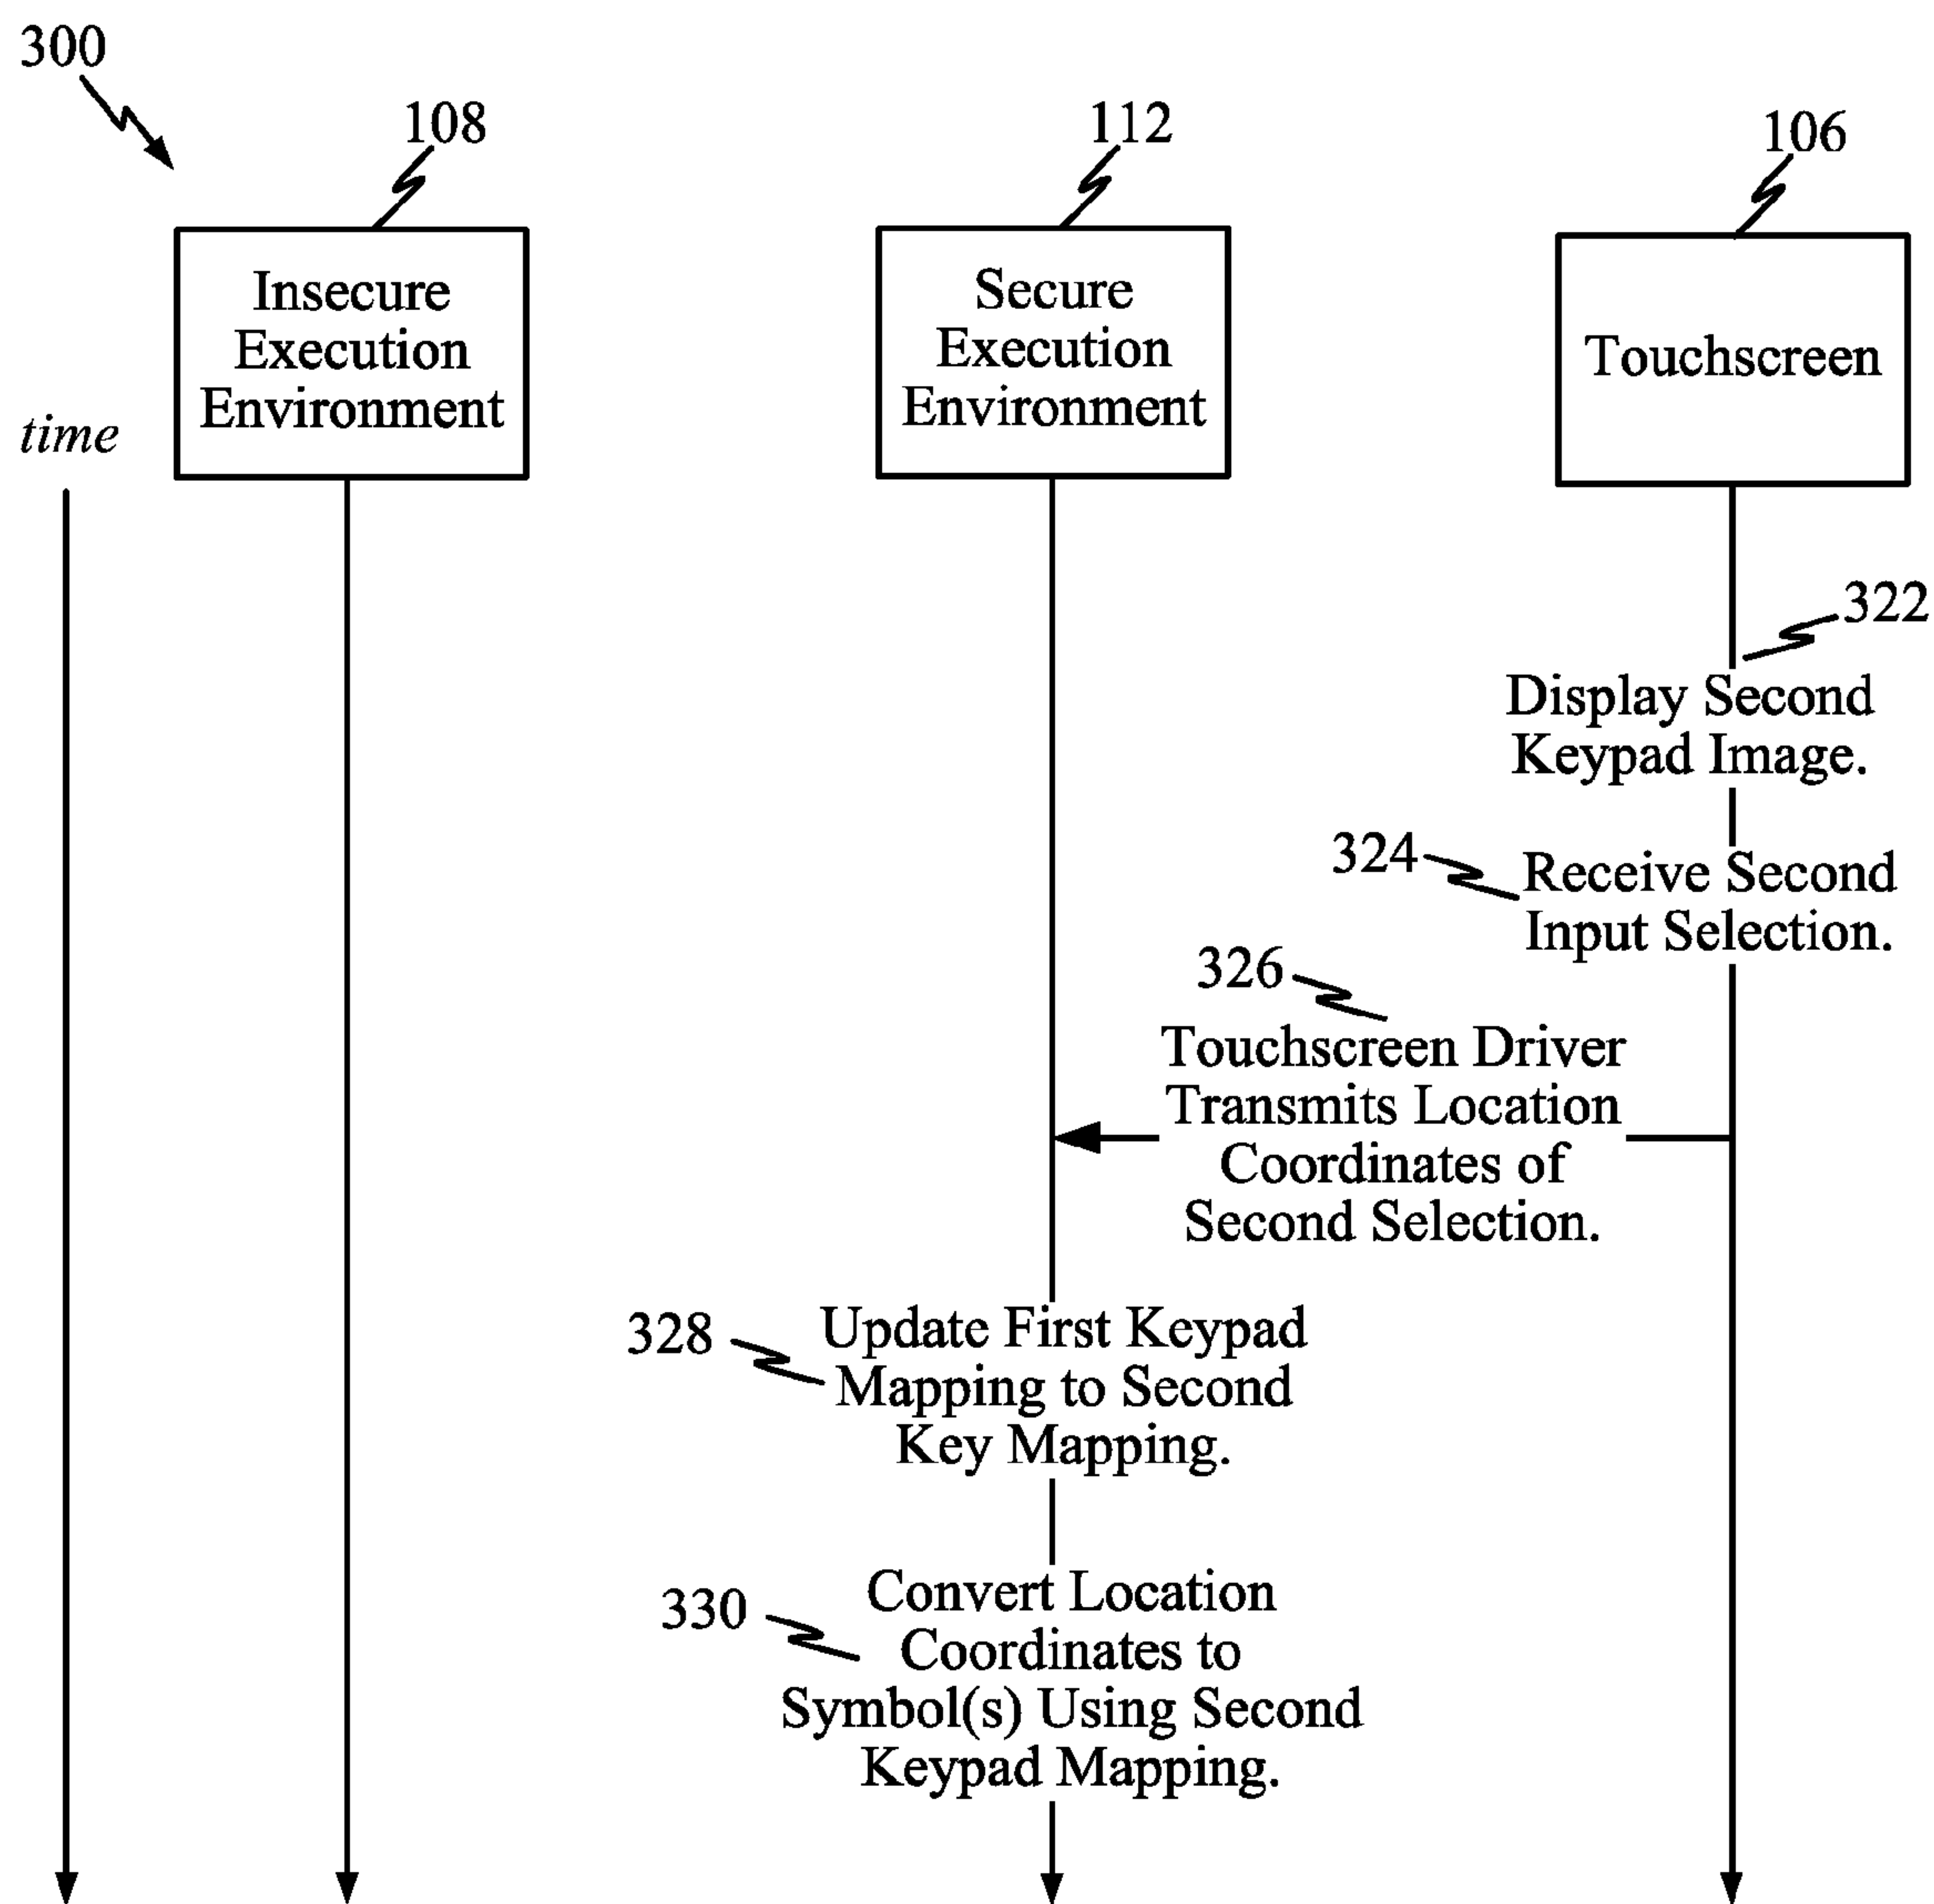 300
108
112
106
Insecure
Execution
Environment
Secure
Execution
Environment
Touchscreen
time
322
Display Second
Keypad Image.
324
Receive Second
Input Selection.
326
Touchscreen Driver
Transmits Location
Coordinates of
Second Selection.
328
Update First Keypad
Mapping to Second
Key Mapping.
330
Convert Location
Coordinates to
Symbol(s) Using Second
Keypad Mapping.